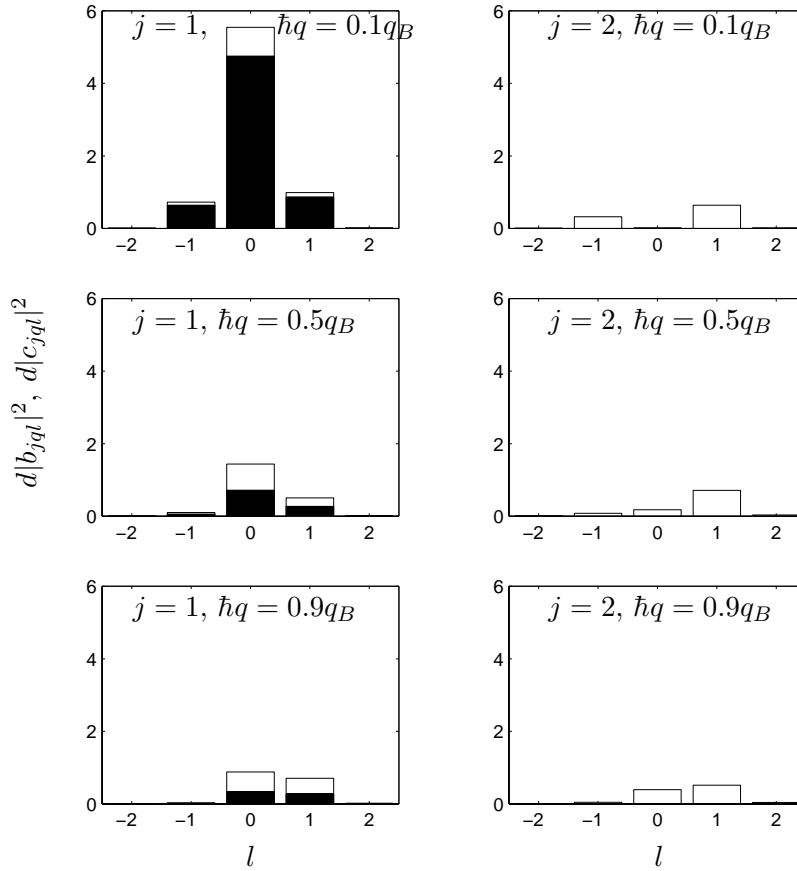 j = 1, ħq = 0.1q_B
6
4
2
0
−2 −1 0 1 2
j = 2, ħq = 0.1q_B
6
4
2
0
−2 −1 0 1 2
d|b_{jql}|^2, d|c_{jql}|^2
j = 1, ħq = 0.5q_B
6
4
2
0
−2 −1 0 1 2
j = 2, ħq = 0.5q_B
6
4
2
0
−2 −1 0 1 2
j = 1, ħq = 0.9q_B
6
4
2
0
−2 −1 0 1 2
l
j = 2, ħq = 0.9q_B
6
4
2
0
−2 −1 0 1 2
l